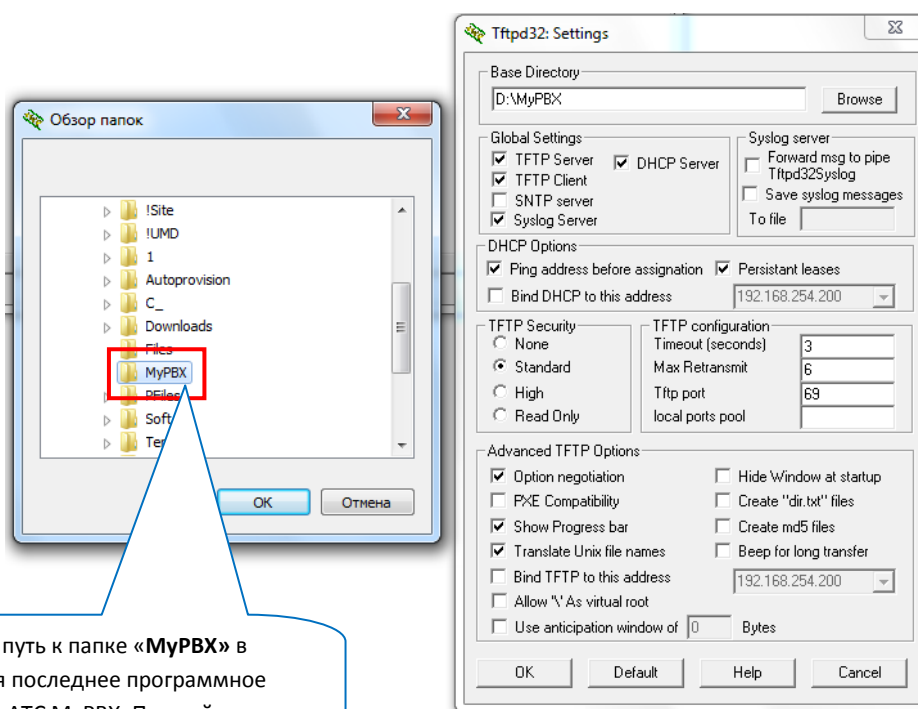 Обзор папок
!Site
!UMD
1
Autoprovision
C_
Downloads
Files
MyPBX
PFiles
Soft
OK
Отмена
путь к папке «MyPBX» в
последнее программное
АТС MyPBX.
Tftpd32: Settings
Base Directory
D:\MyPBX
Browse
Global Settings
TFTP Server
DHCP Server
TFTP Client
SNTP server
Syslog Server
Syslog server
Forward msg to pipe
Tftpd32Syslog
Save syslog messages
To file
DHCP Options
Ping address before assignation
Persistant leases
Bind DHCP to this address
192.168.254.200
TFTP Security
None
Standard
High
Read Only
TFTP configuration
Timeout (seconds)
3
Max Retransmit
6
Tftp port
69
local ports pool
Advanced TFTP Options
Option negotiation
Hide Window at startup
PXE Compatibility
Create "dir.txt" files
Show Progress bar
Create md5 files
Translate Unix file names
Beep for long transfer
Bind TFTP to this address
192.168.254.200
Allow '\' As virtual root
Use anticipation window of 0 Bytes
OK
Default
Help
Cancel